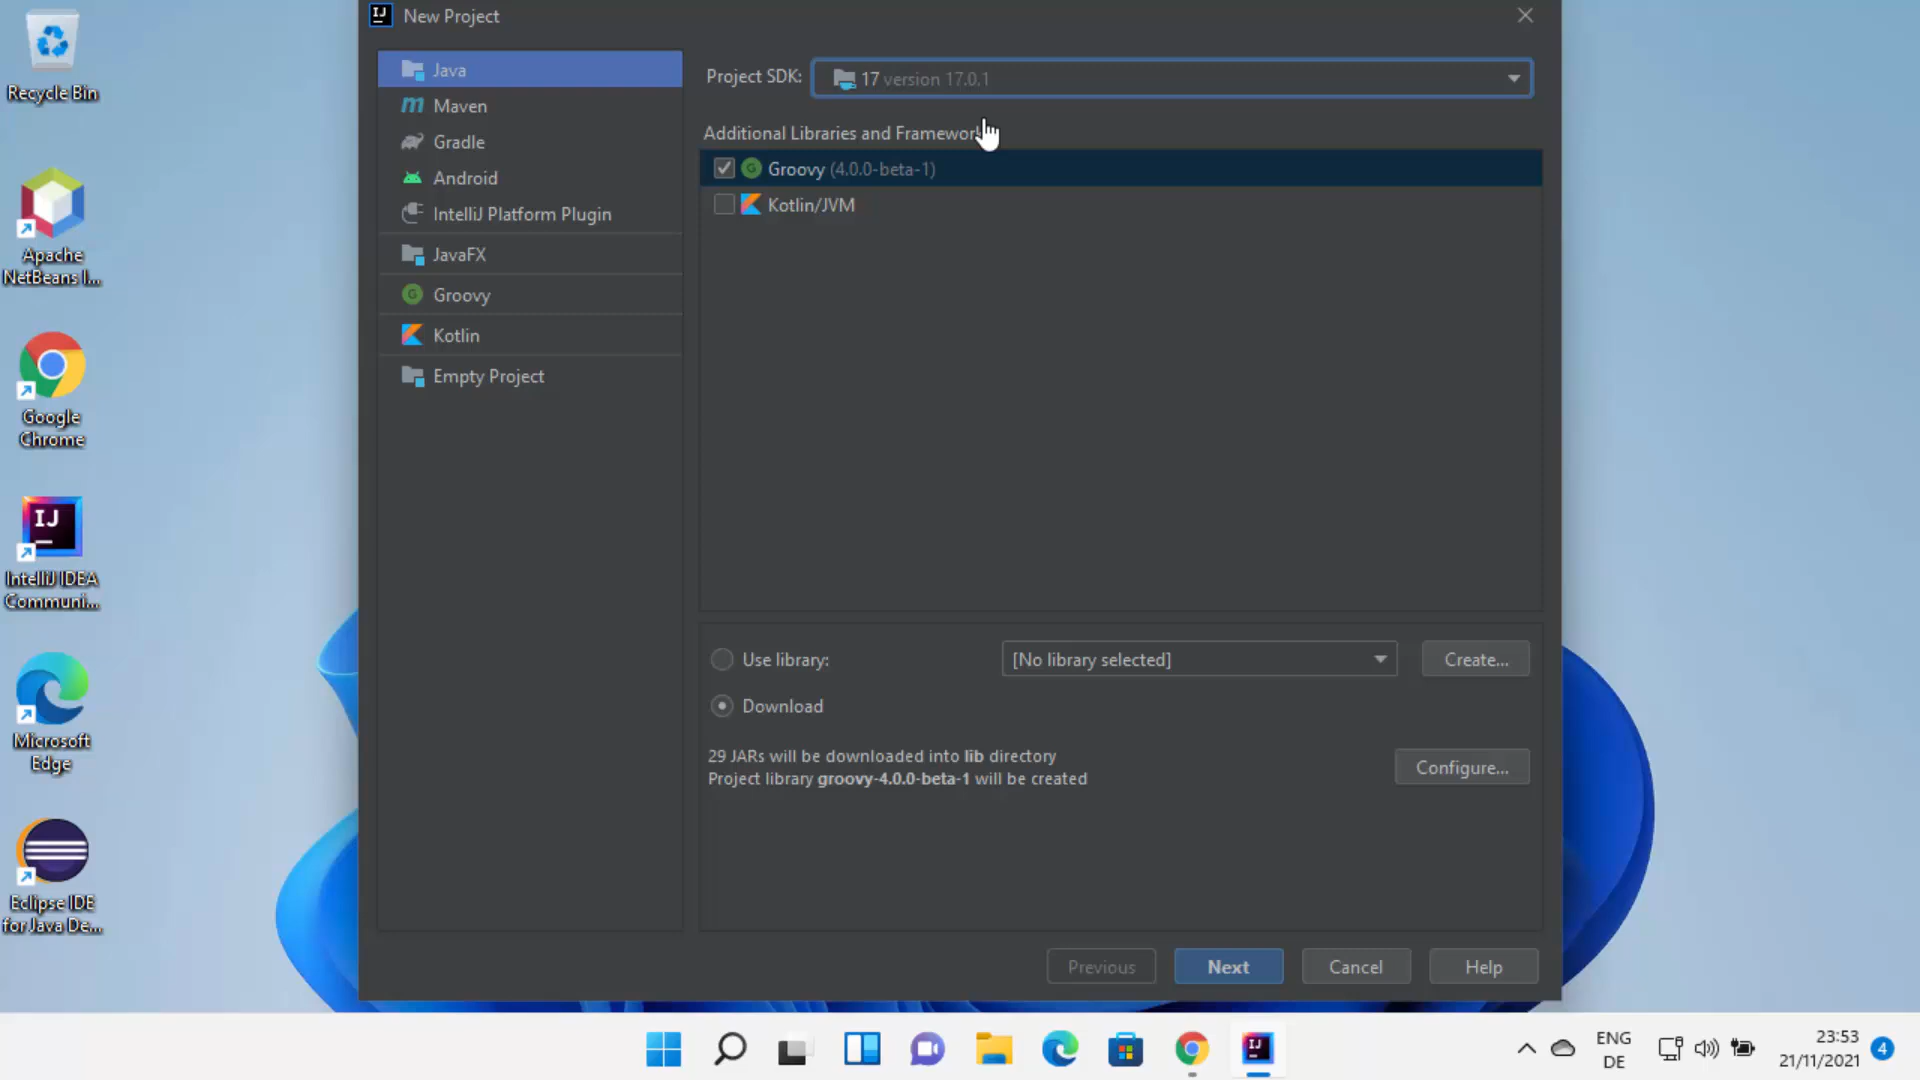 New Project
Recycle Bin
Apache
NetBeans I...
Google
Chrome
IJ
IntelliJ IDEA
Communi...
Microsoft
Edge
Eclipse IDE
for Java De...
Java
Maven
Gradle
Android
IntelliJ Platform Plugin
JavaFX
Groovy
Kotlin
Empty Project
Project SDK: 17 version 17.0.1
Additional Libraries and Framework
Groovy (4.0.0-beta-1)
Kotlin/JVM
Use library: [No library selected] Create...
Download
29 JARs will be downloaded into lib directory
Project library groovy-4.0.0-beta-1 will be created
Configure...
Previous Next Cancel Help
ENG
DE
23:53
21/11/2021
4